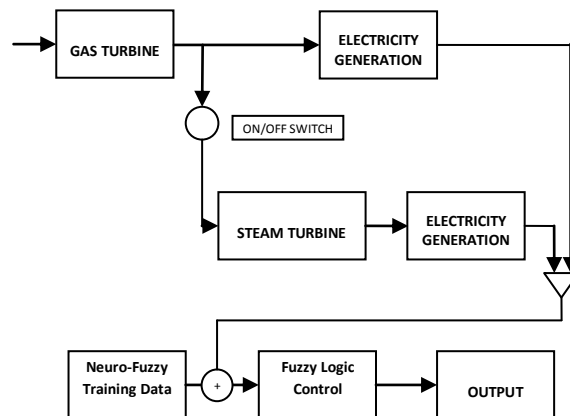 GAS TURBINE
ELECTRICITY
GENERATION
ON/OFF SWITCH
STEAM TURBINE
ELECTRICITY
GENERATION
Neuro-Fuzzy
Training Data
+
Fuzzy Logic
Control
OUTPUT